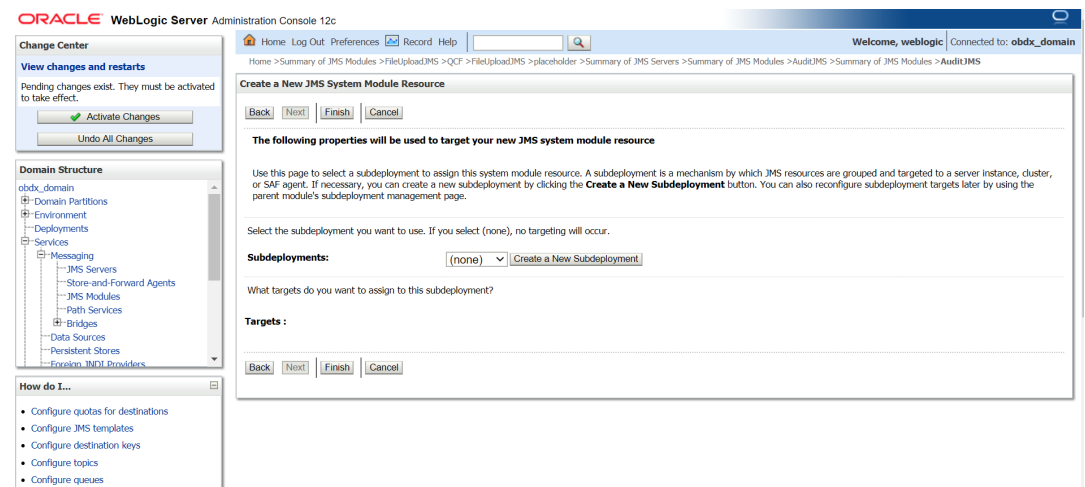 ORACLE WebLogic Server Administration Console 12c
Change Center
View changes and restarts
Pending changes exist. They must be activated
to take effect.
Activate Changes
Undo All Changes
Domain Structure
obdx_domain
Domain Partitions
Environment
Deployments
Services
Messaging
JMS Servers
Store-and-Forward Agents
JMS Modules
Path Services
Bridges
Data Sources
Persistent Stores
Foreign JNDI Providers
How do I...
Configure quotas for destinations
Configure JMS templates
Configure destination keys
Configure topics
Configure queues
Home Log Out Preferences Record Help
Welcome, weblogic Connected to: obdx_domain
Home >Summary of JMS Modules >FileUploadJMS >QCF >FileUploadJMS >placeholder >Summary of JMS Servers >Summary of JMS Modules >AuditJMS >Summary of JMS Modules >AuditJMS
Create a New JMS System Module Resource
Back Next Finish Cancel
The following properties will be used to target your new JMS system module resource
Use this page to select a subdeployment to assign this system module resource. A subdeployment is a mechanism by which JMS resources are grouped and targeted to a server instance, cluster,
or SAF agent. If necessary, you can create a new subdeployment by clicking the Create a New Subdeployment button. You can also reconfigure subdeployment targets later by using the
parent module's subdeployment management page.
Select the subdeployment you want to use. If you select (none), no targeting will occur.
Subdeployments: (none) Create a New Subdeployment
What targets do you want to assign to this subdeployment?
Targets :
Back Next Finish Cancel